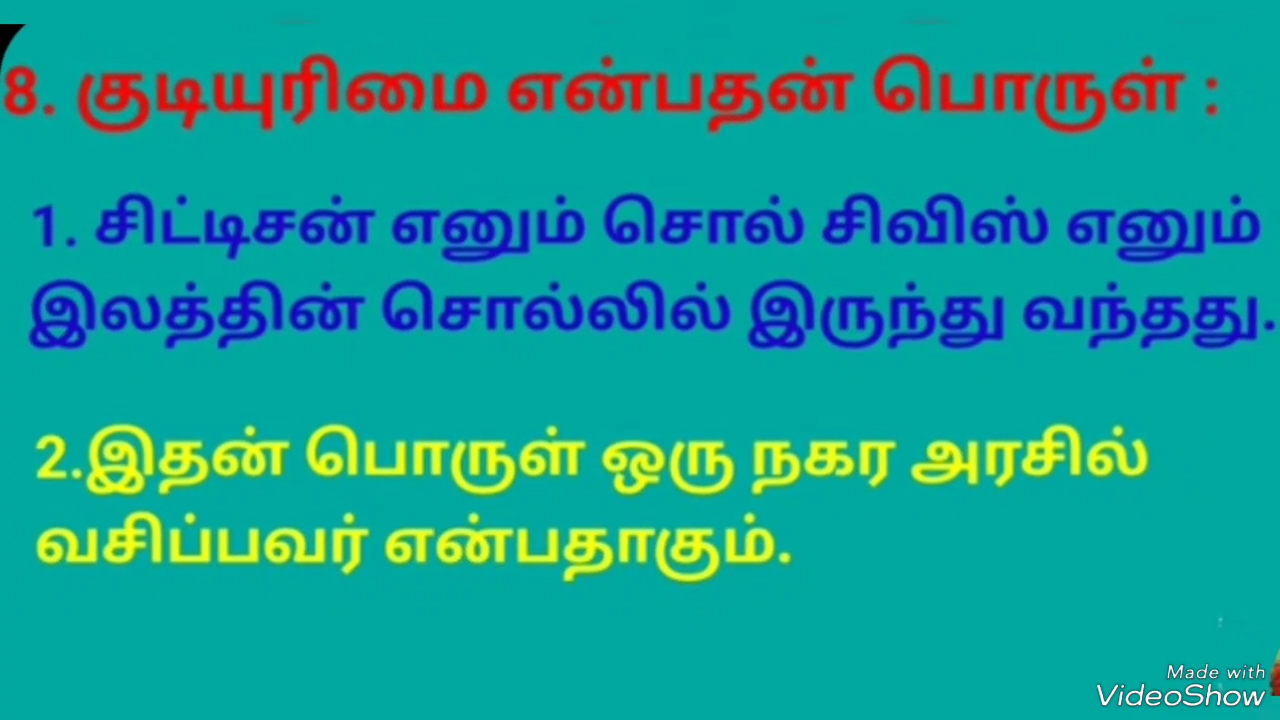 8. குடியுரிமை என்பதன் பொருள் :
1. சிட்டிசன் எனும் சொல் சிவிஸ் எனும்
இலத்தின் சொல்லில் இருந்து வந்தது.
2.இதன் பொருள் ஒரு நகர அரசில்
வசிப்பவர் என்பதாகும்.
Made with
VideoShow